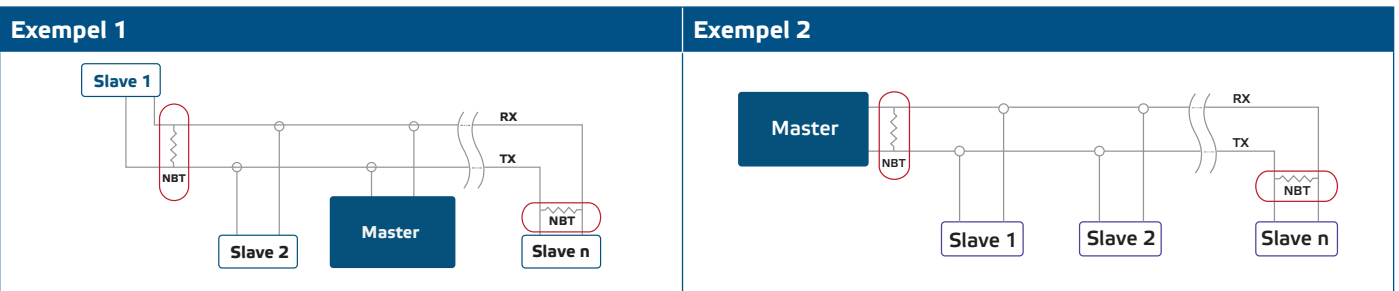 Exempel 1
Slave 1
RX
TX
NBT
NBT
Slave 2
Master
Slave n
Exempel 2
Master
RX
TX
NBT
NBT
Slave 1
Slave 2
Slave n